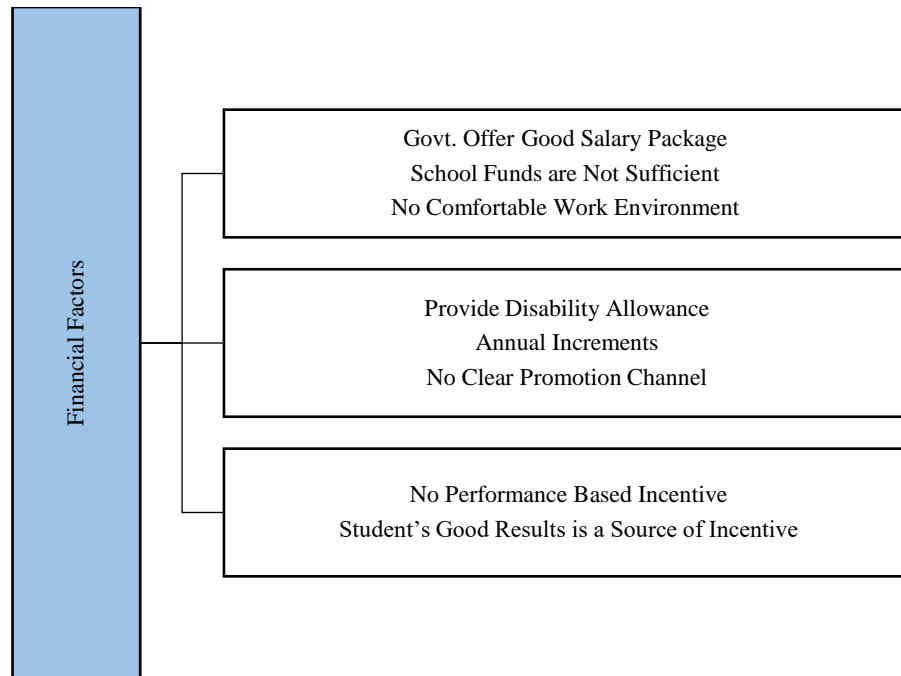 Financial Factors
Govt. Offer Good Salary Package
School Funds are Not Sufficient
No Comfortable Work Environment
Provide Disability Allowance
Annual Increments
No Clear Promotion Channel
No Performance Based Incentive
Student’s Good Results is a Source of Incentive